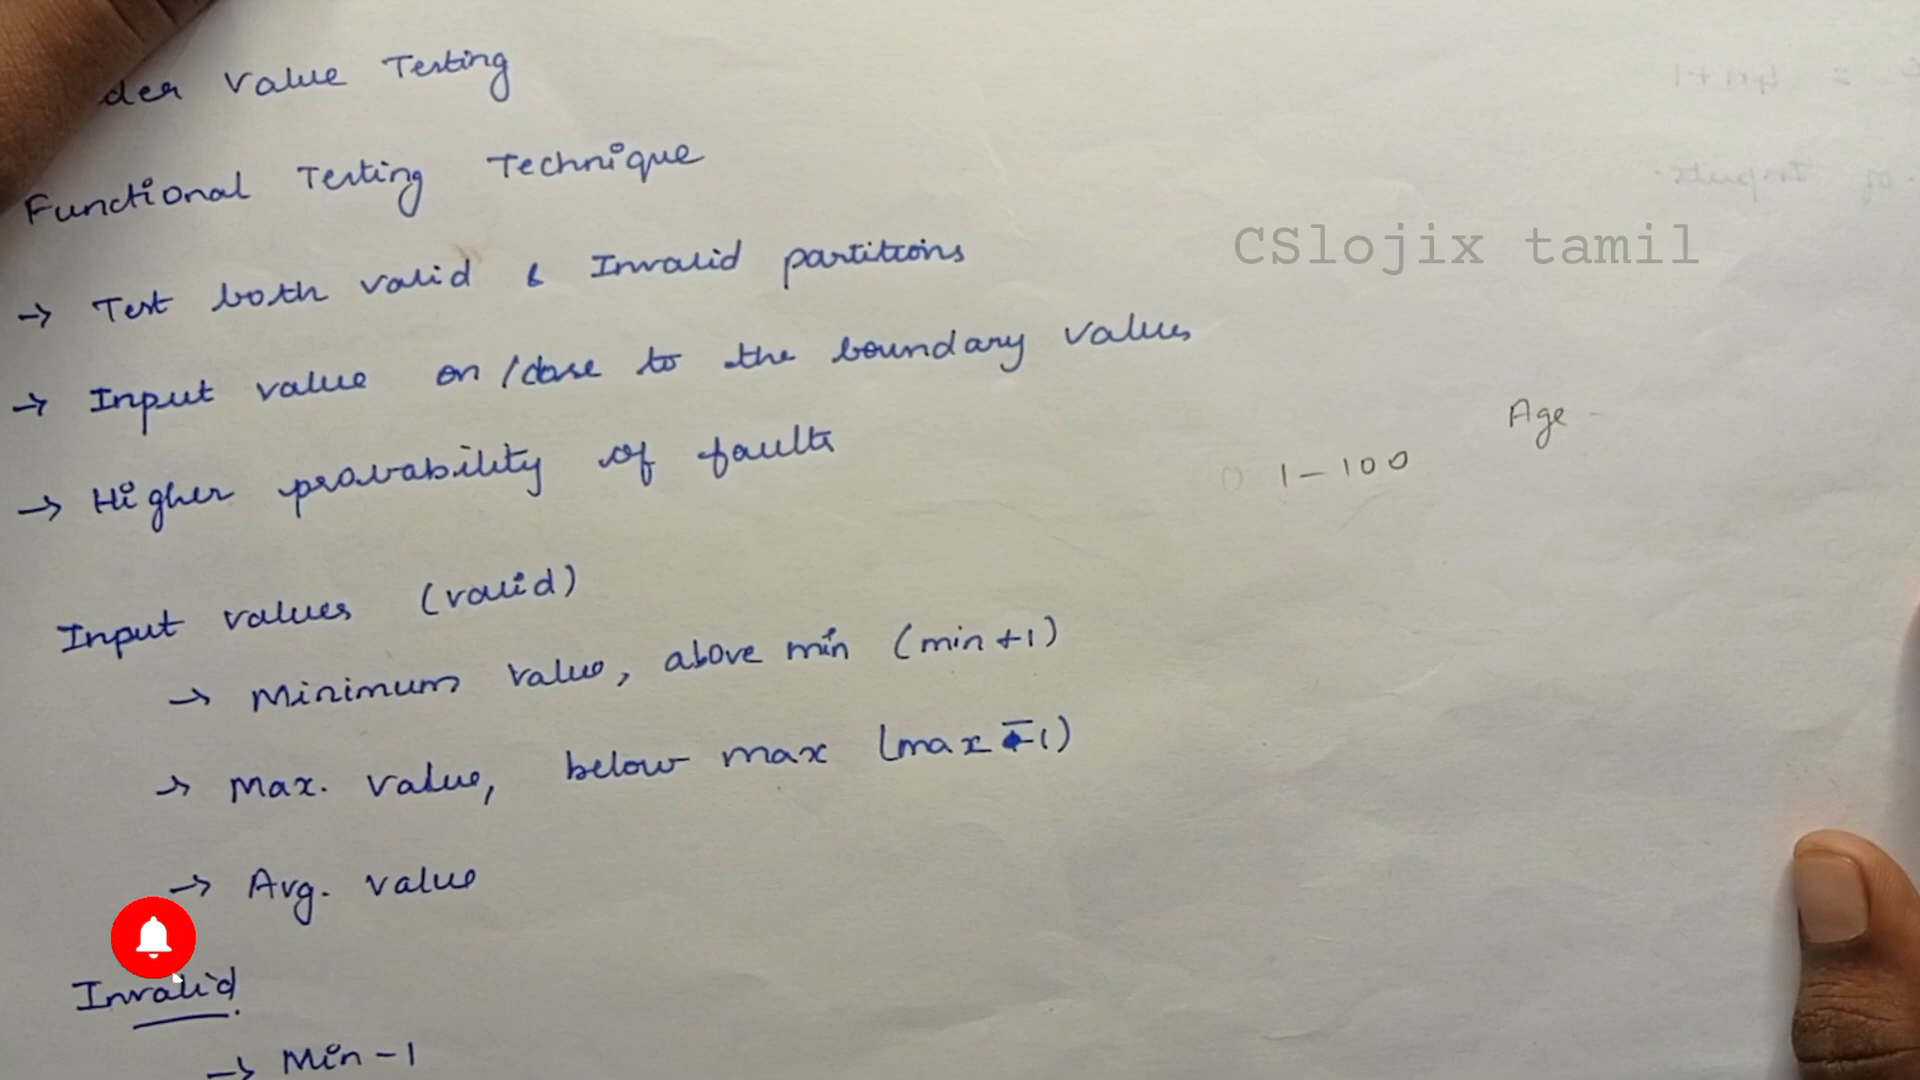 der Value Testing
Functional Testing Technique
→ Test both valid & Invalid partitions
→ Input value on/close to the boundary values
→ Higher probability of faults
Input values (valid)
→ Minimum value, above min (min+1)
→ Max. value, below max (max-1)
→ Avg. value
Invalid
→ Min-1
CSlojix tamil
Age -
0 1-100